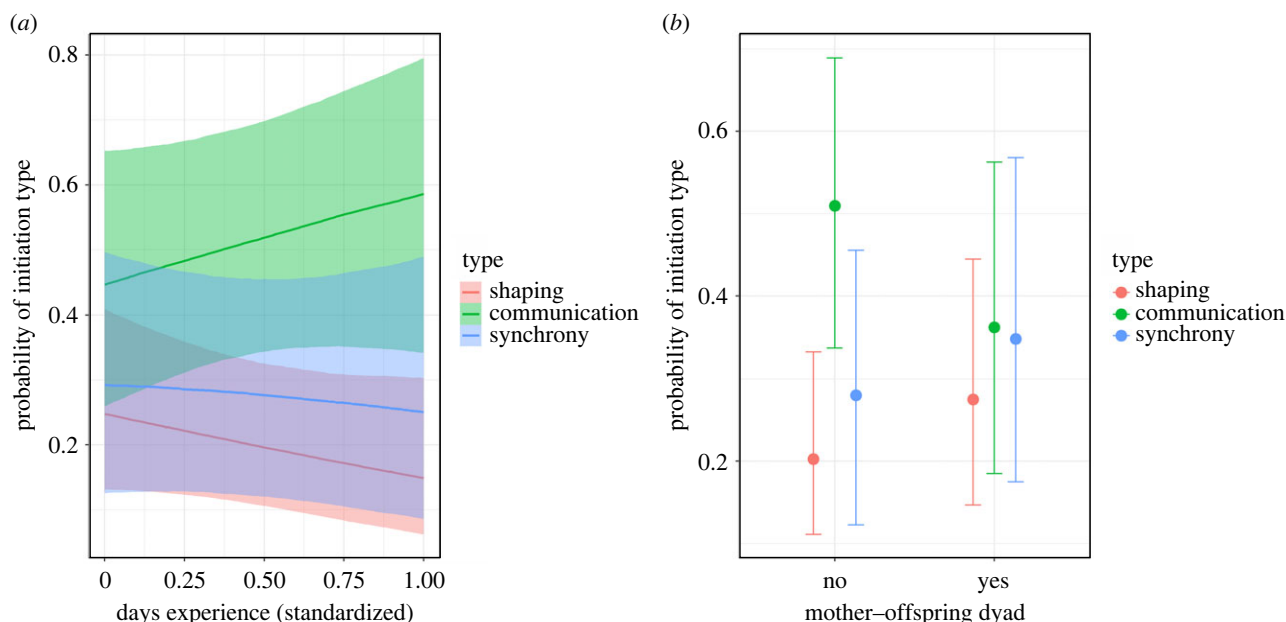 (a)
probability of initiation type
0.8
0.6
0.4
0.2
0 0.25 0.50 0.75 1.00
days experience (standardized)
type
shaping
communication
synchrony
(b)
probability of initiation type
0.6
0.4
0.2
no yes
mother–offspring dyad
type
shaping
communication
synchrony